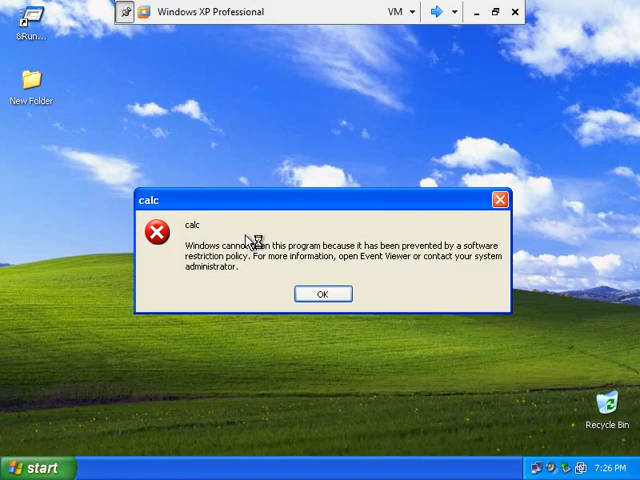 Windows XP Professional
VM
&Run...
New Folder
calc
calc
Windows cannot this program because it has been prevented by a software
restriction policy. For more information, open Event Viewer or contact your system
administrator.
OK
Recycle Bin
start
7:26 PM